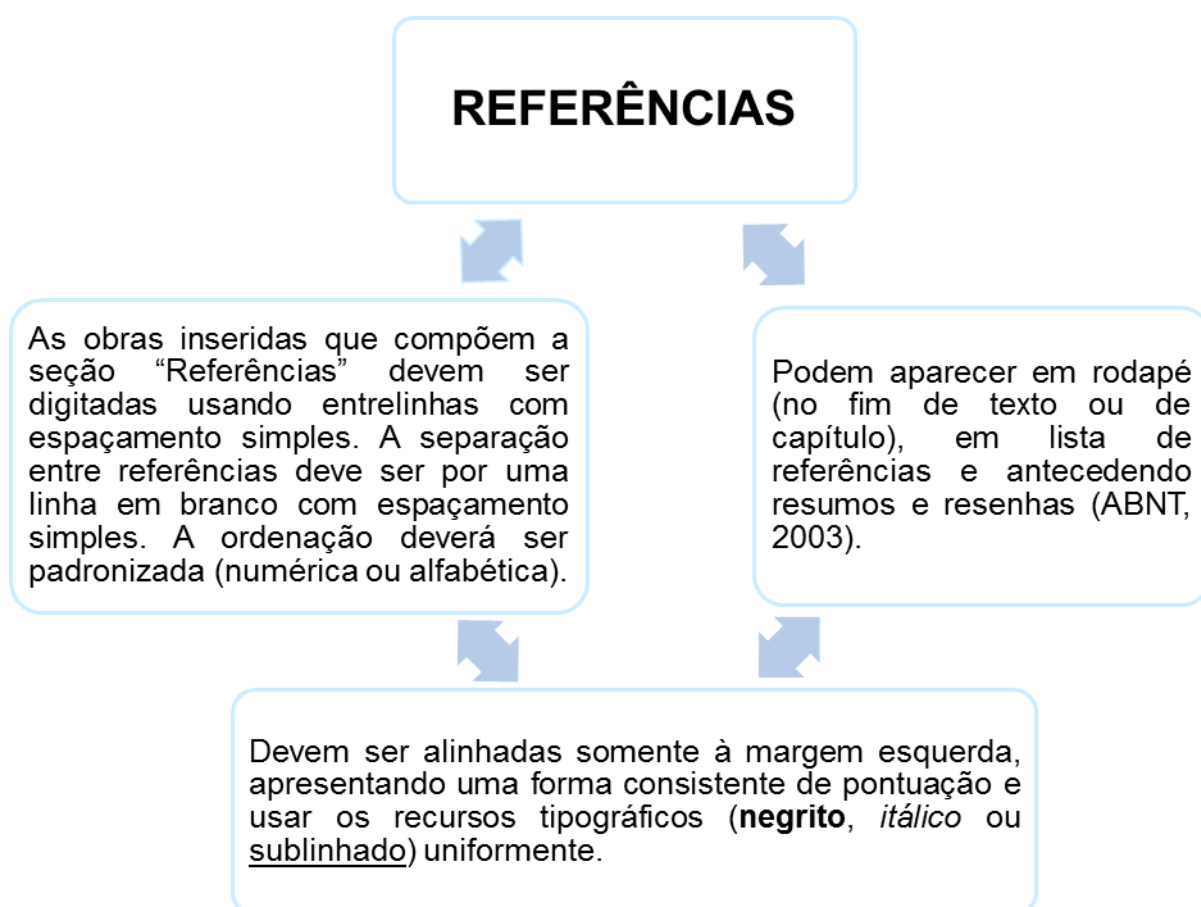 REFERÊNCIAS
As obras inseridas que compõem a
seção “Referências” devem ser
digitadas usando entrelinhas com
espaçamento simples. A separação
entre referências deve ser por uma
linha em branco com espaçamento
simples. A ordenação deverá ser
padronizada (numérica ou alfabética).
Podem aparecer em rodapé
(no fim de texto ou de
capítulo), em lista de
referências e antecedendo
resumos e resenhas (ABNT,
2003).
Devem ser alinhadas somente à margem esquerda,
apresentando uma forma consistente de pontuação e
usar os recursos tipográficos (negrito, itálico ou
sublinhado) uniformemente.